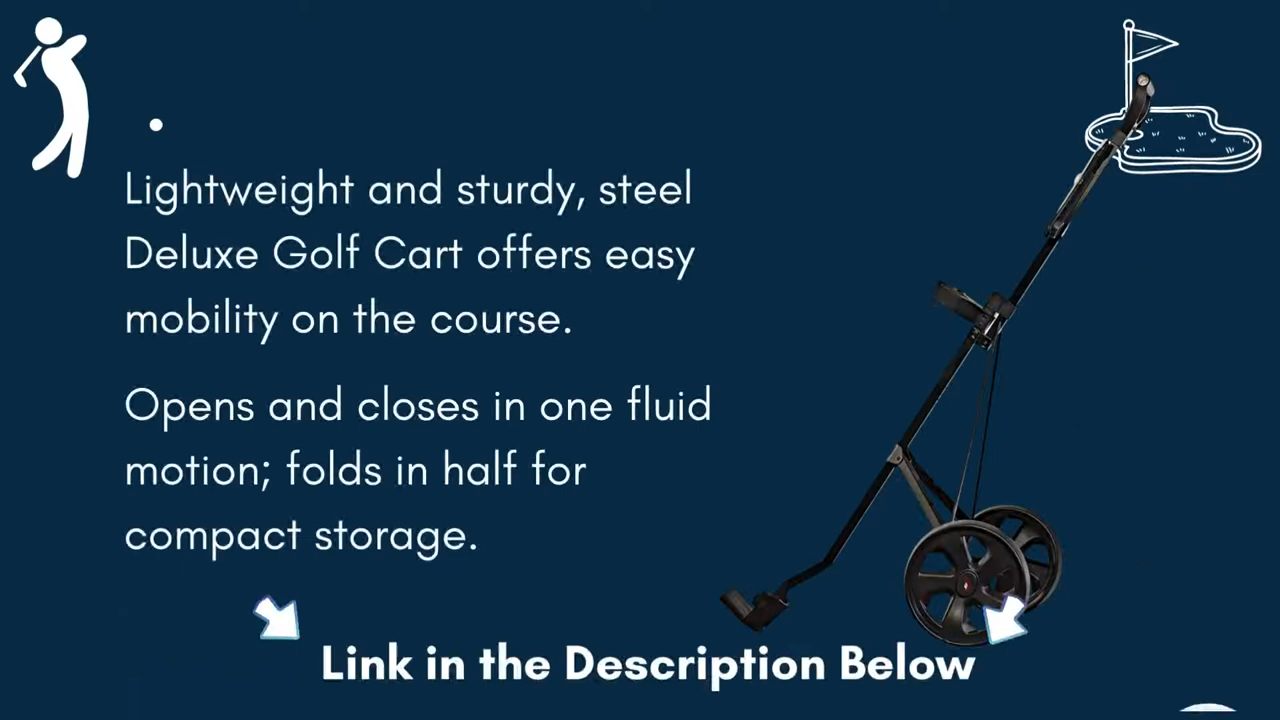 Lightweight and sturdy, steel
Deluxe Golf Cart offers easy
mobility on the course.
Opens and closes in one fluid
motion; folds in half for
compact storage.
Link in the Description Below